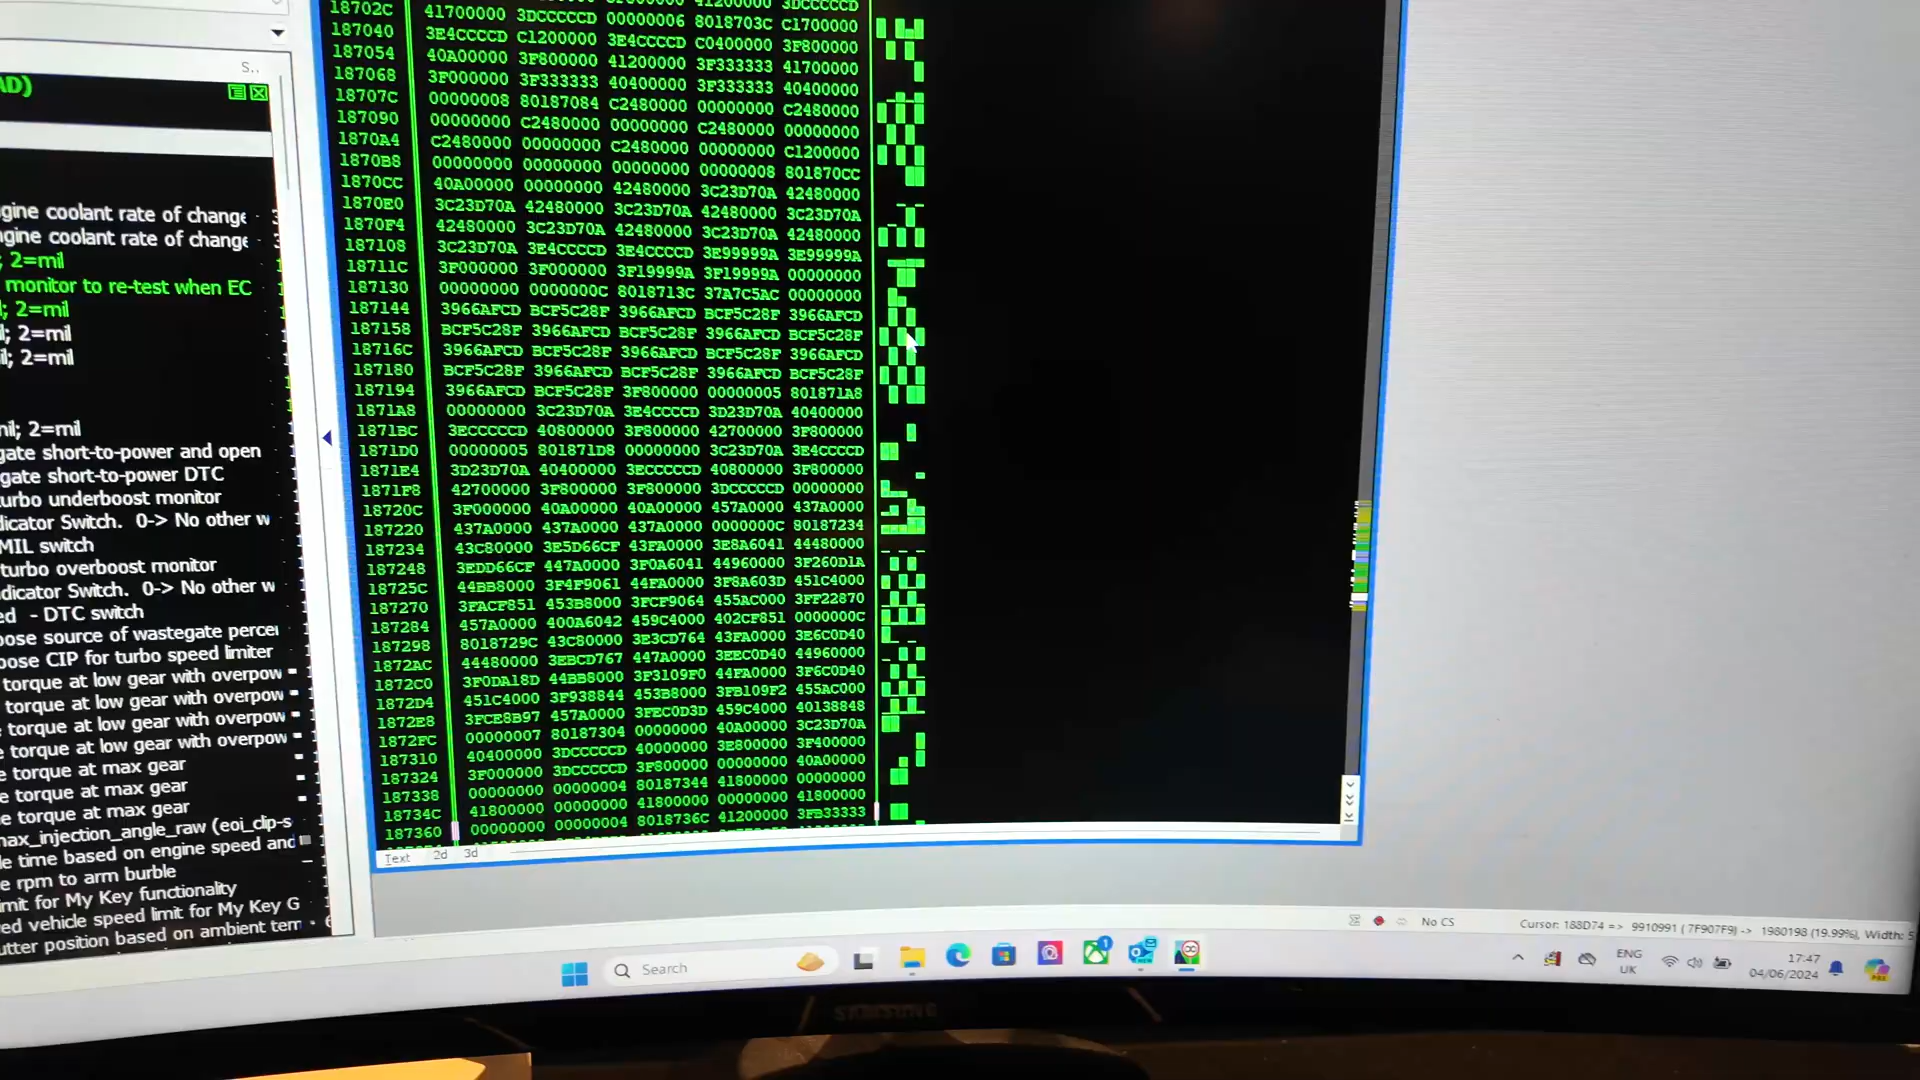 S..
AD)
gine coolant rate of change
gine coolant rate of change
; 2=mil
monitor to re-test when EC
; 2=mil
l; 2=mil
il; 2=mil
nil; 2=mil
gate short-to-power and open
gate short-to-power DTC
urbo underboost monitor
dicator Switch. 0-> No other w
MIL switch
turbo overboost monitor
dicator Switch. 0-> No other w
ed - DTC switch
oose source of wastegate percei
oose CIP for turbo speed limiter
torque at low gear with overpow
torque at low gear with overpow
e torque at low gear with overpow
e torque at low gear with overpow
e torque at max gear
e torque at max gear
e torque at max gear
max_injection_angle_raw (eoi_clip-s
le time based on engine speed and
e rpm to arm burble
imit for My Key functionality
ed vehicle speed limit for My Key G
utter position based on ambient tem
18702C 41700000 3DCCCCCD 00000006 8018703C C1700000
187040 3E4CCCCD C1200000 3E4CCCCD C0400000 3F800000
187054 40A00000 3F800000 41200000 3F333333 41700000
187068 3F000000 3F333333 40400000 3F333333 40400000
18707C 00000008 80187084 C2480000 00000000 C2480000
187090 00000000 C2480000 00000000 C2480000 00000000
1870A4 C2480000 00000000 C2480000 00000000 C1200000
1870B8 00000000 00000000 00000000 00000008 801870CC
1870CC 40A00000 00000000 42480000 3C23D70A 42480000
1870E0 3C23D70A 42480000 3C23D70A 42480000 3C23D70A
1870F4 42480000 3C23D70A 42480000 3C23D70A 42480000
187108 3C23D70A 3E4CCCCD 3E4CCCCD 3E99999A 3E99999A
18711C 3F000000 3F000000 3F19999A 3F19999A 00000000
187130 00000000 0000000C 8018713C 37A7C5AC 00000000
187144 3966AFCD BCF5C28F 3966AFCD BCF5C28F 3966AFCD
187158 BCF5C28F 3966AFCD BCF5C28F 3966AFCD BCF5C28F
18716C 3966AFCD BCF5C28F 3966AFCD BCF5C28F 3966AFCD
187180 BCF5C28F 3966AFCD BCF5C28F 3966AFCD BCF5C28F
187194 3966AFCD BCF5C28F 3F800000 00000005 801871A8
1871A8 00000000 3C23D70A 3E4CCCCD 3D23D70A 40400000
1871BC 3ECCCCCD 40800000 3F800000 42700000 3F800000
1871D0 00000005 801871D8 00000000 3C23D70A 3E4CCCCD
1871E4 3D23D70A 40400000 3ECCCCCD 40800000 3F800000
1871F8 42700000 3F800000 3F800000 3DCCCCCD 00000000
18720C 3F000000 40A00000 40A00000 457A0000 437A0000
187220 437A0000 437A0000 437A0000 0000000C 80187234
187234 43C80000 3E5D66CF 43FA0000 3E8A6041 44480000
187248 3EDD66CF 447A0000 3F0A6041 44960000 3F260D1A
18725C 44BB8000 3F4F9061 44FA0000 3F8A603D 451C4000
187270 3FACF851 453B8000 3FCF9064 455AC000 3FF22870
187284 457A0000 400A6042 459C4000 402CF851 0000000C
187298 8018729C 43C80000 3E3CD764 43FA0000 3E6C0D40
1872AC 44480000 3EBCD767 447A0000 3EEC0D40 44960000
1872C0 3F0DA18D 44BB8000 3F3109F0 44FA0000 3F6C0D40
1872D4 451C4000 3F938844 453B8000 3FB109F2 455AC000
1872E8 3FCE8B97 457A0000 3FEC0D3D 459C4000 40138848
1872FC 00000007 80187304 00000000 40A00000 3C23D70A
187310 40400000 3DCCCCCD 40000000 3E800000 3F400000
187324 3F000000 3DCCCCCD 3F800000 00000000 40A00000
187338 00000000 00000004 80187344 41800000 00000000
18734C 41800000 00000000 41800000 00000000 41800000
187360 00000000 00000004 8018736C 41200000 3FB33333
Text 2d 3d
No CS
Cursor: 188D74 => 9910991 ( 7F907F9) -> 1980198 (19.99%), Width: 5
Search
ENG
UK
17:47
04/06/2024
SAMSUNG